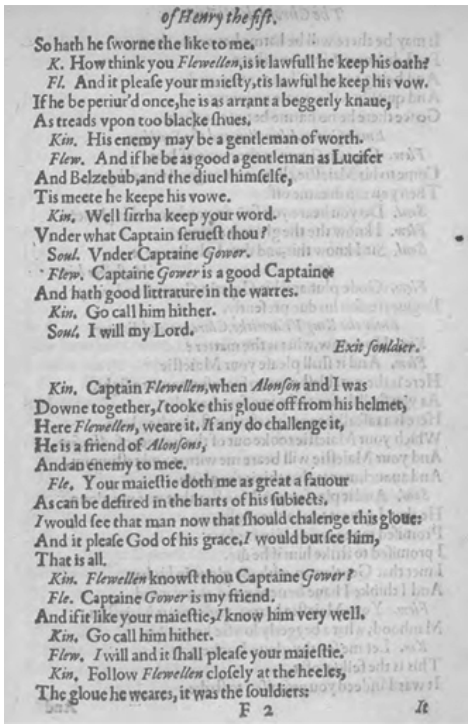 of Henry the fift.
So hath he sworne the like to me.
K. How think you Flewellen,is it lawfull he keep his oath?
Fl. And it please your maiesty,tis lawful he keep his vow.
If he be periur'd once,he is as arrant a beggerly knaue,
As treads vpon too blacke shues.
Kin. His enemy may be a gentleman of worth.
Flew. And if he be as good a gentleman as Lucifer
And Belzebub,and the diuel himselfe,
Tis meete he keepe his vowe.
Kin. Well sirrha keep your word.
Vnder what Captain seruest thou?
Soul. Vnder Captaine Gower.
Flew. Captaine Gower is a good Captaine
And hath good littrature in the warres.
Kin. Go call him hither.
Soul. I will my Lord.
Exit souldier.
Kin. Captain Flewellen,when Alonson and I was
Downe together,I tooke this gloue off from his helmet,
Here Flewellen, weare it. If any do challenge it,
He is a friend of Alonsons,
And an enemy to mee.
Fle. Your maiestie doth me as great a fauour
As can be desired in the harts of his subiects.
I would see that man now that should chalenge this gloue:
And it please God of his grace,I would but see him,
That is all.
Kin. Flewellen knowst thou Captaine Gower?
Fle. Captaine Gower is my friend.
And if it like your maiestie,I know him very well.
Kin. Go call him hither.
Flew. I will and it shall please your maiestie.
Kin. Follow Flewellen closely at the heeles,
The gloue he weares, it was the souldiers:
F 2 It